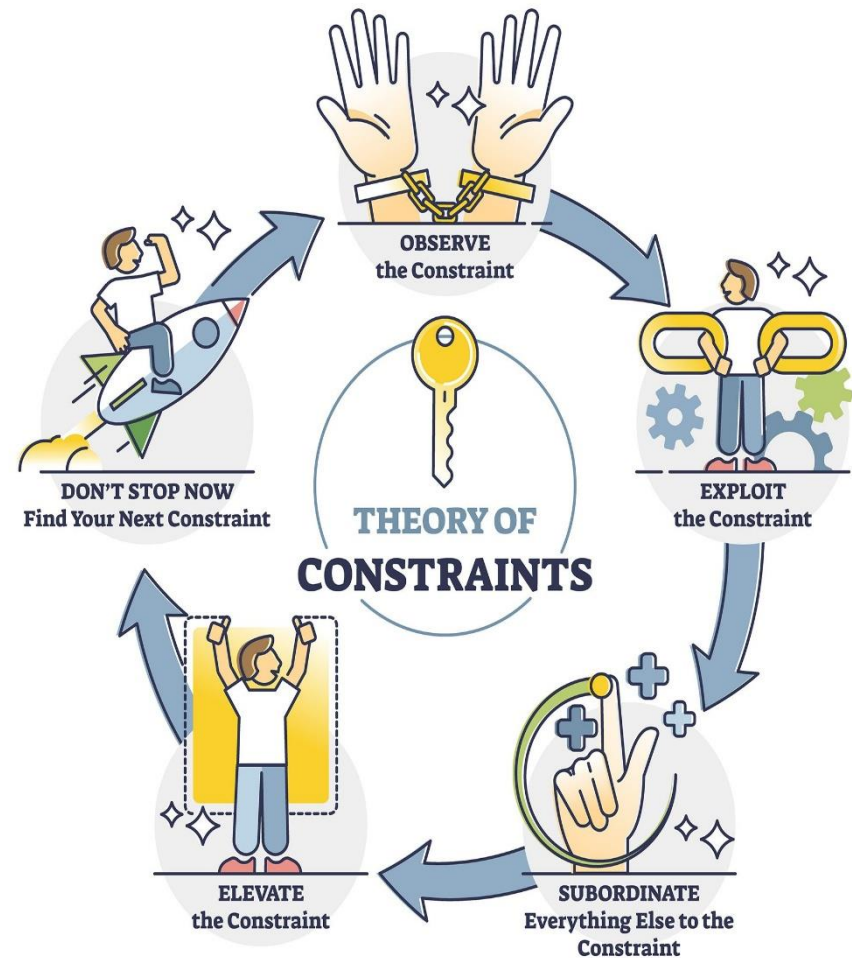 OBSERVE
the Constraint
EXPLOIT
the Constraint
SUBORDINATE
Everything Else to the
Constraint
ELEVATE
the Constraint
DON'T STOP NOW
Find Your Next Constraint
THEORY OF
CONSTRAINTS